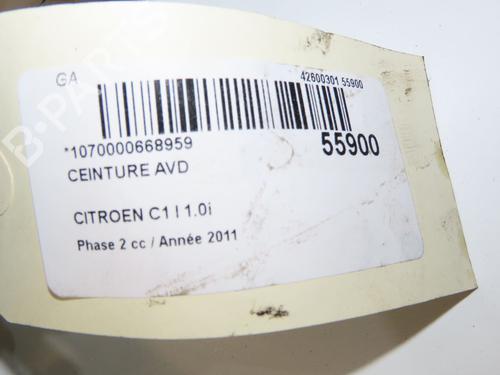 GA
42600301 55900
*1070000668959
55900
CEINTURE AVD
CITROEN C1 I 1.0i
Phase 2 cc / Année 2011
B-PARTS